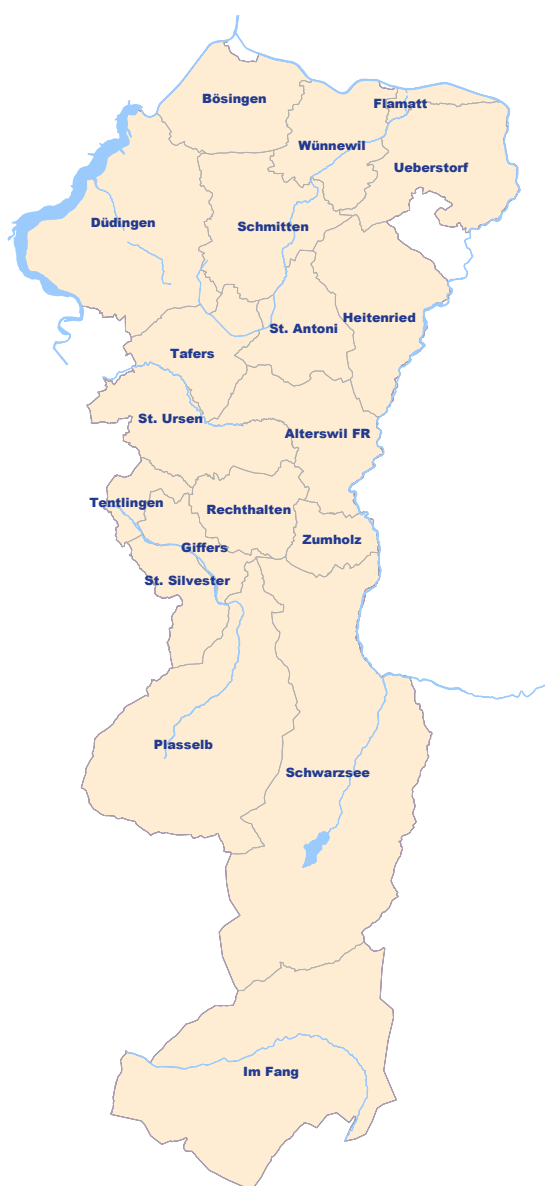 Bösingen
Flamatt
Wünnewil
Ueberstorf
Düdingen
Schmitten
Heitenried
St. Antoni
Tafers
St. Ursen
Alterswil FR
Tentlingen
Rechthalten
Zumholz
Giffers
St. Silvester
Plasselb
Schwarzsee
Im Fang